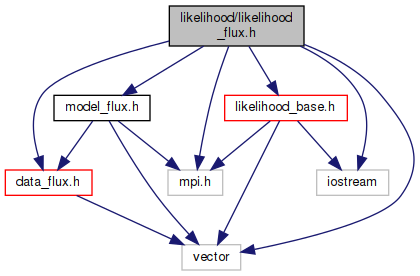 likelihood/likelihood
_flux.h
model_flux.h
likelihood_base.h
data_flux.h
mpi.h
iostream
vector